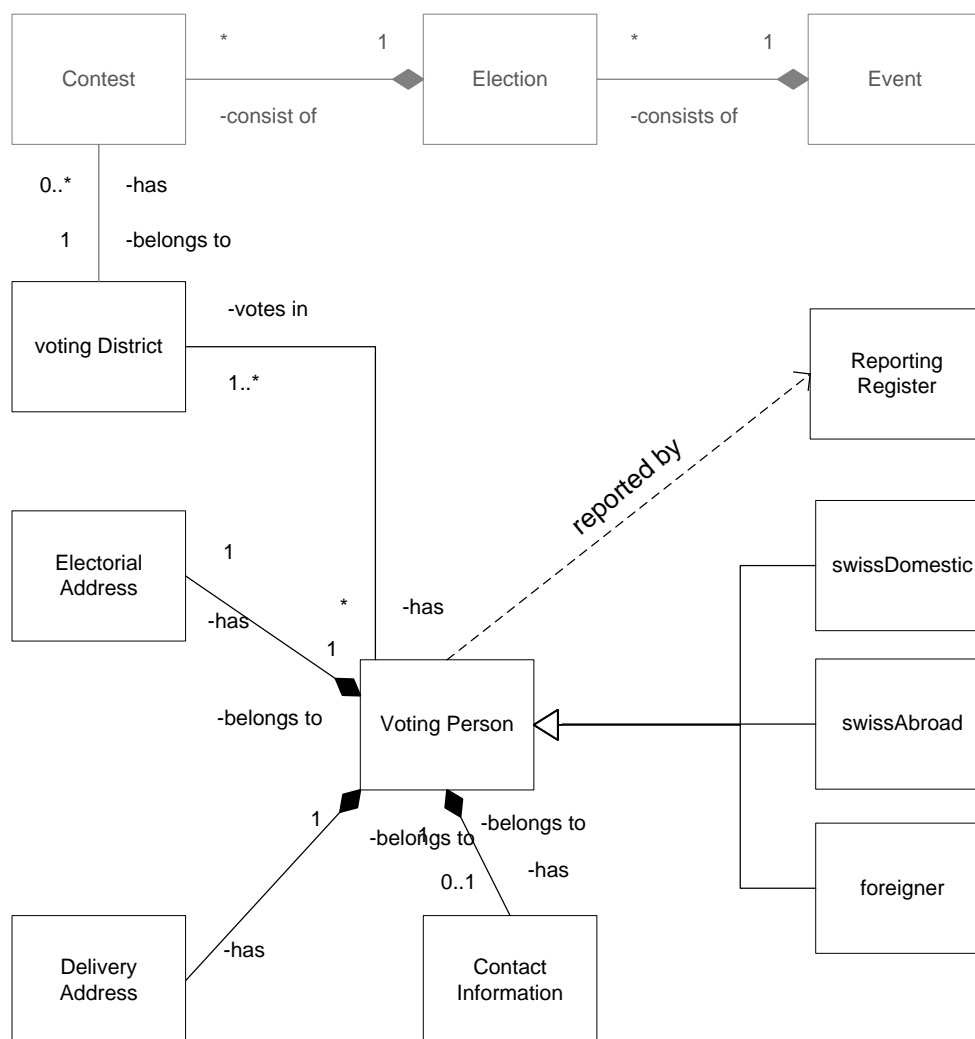 *
1
*
1
Contest
Election
Event
-consist of
-consists of
0..*
-has
1
-belongs to
-votes in
voting District
1..*
Reporting
Register
reported by
Electorial
Address
1
-has
*
-has
1
swissDomestic
-belongs to
Voting Person
swissAbroad
1
-belongs to
1
-belongs to
0..1
-has
foreigner
-has
Delivery
Address
Contact
Information